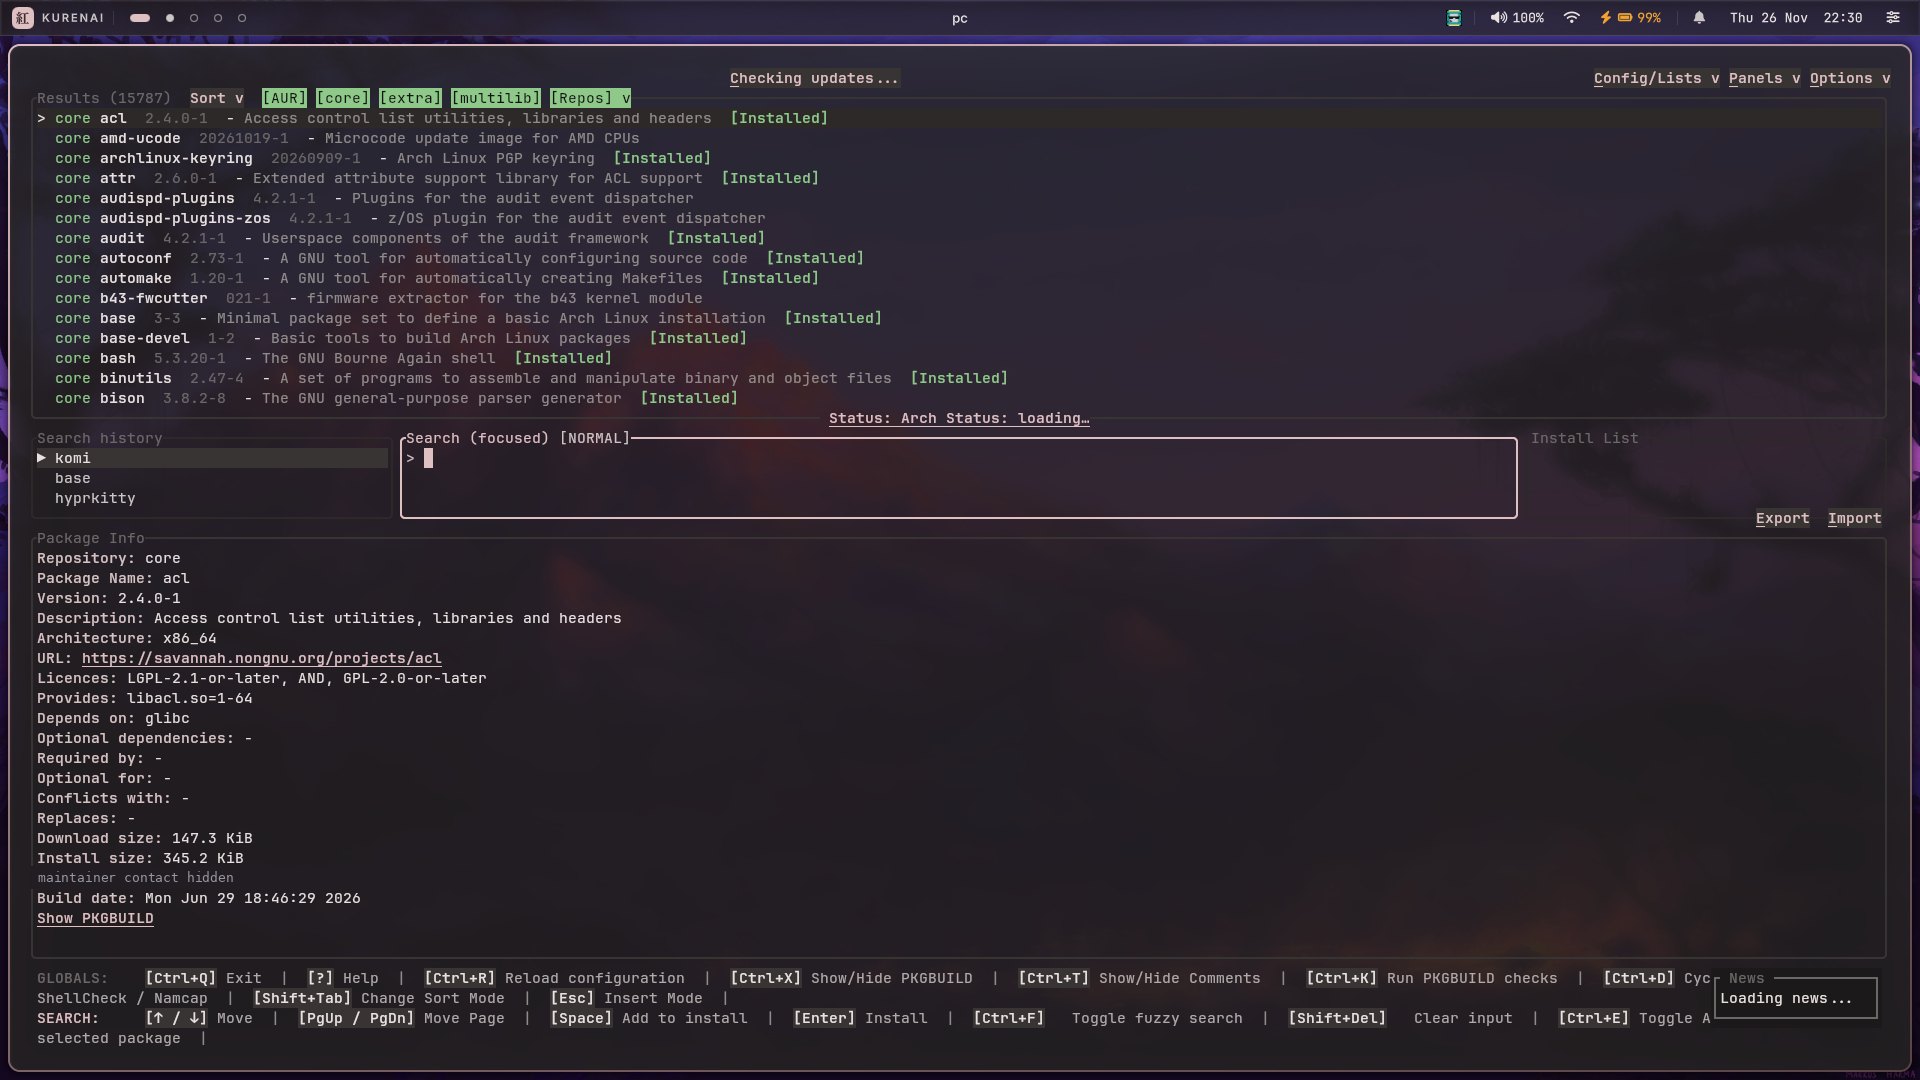 紅 KURENAI
pc
100% 99% Thu 26 Nov 22:30
Checking updates...
Config/Lists v Panels v Options v
Results (15787) Sort v [AUR] [core] [extra] [multilib] [Repos] v
> core acl 2.4.0-1 - Access control list utilities, libraries and headers [Installed]
core amd-ucode 20261019-1 - Microcode update image for AMD CPUs
core archlinux-keyring 20260909-1 - Arch Linux PGP keyring [Installed]
core attr 2.6.0-1 - Extended attribute support library for ACL support [Installed]
core audispd-plugins 4.2.1-1 - Plugins for the audit event dispatcher
core audispd-plugins-zos 4.2.1-1 - z/OS plugin for the audit event dispatcher
core audit 4.2.1-1 - Userspace components of the audit framework [Installed]
core autoconf 2.73-1 - A GNU tool for automatically configuring source code [Installed]
core automake 1.20-1 - A GNU tool for automatically creating Makefiles [Installed]
core b43-fwcutter 021-1 - firmware extractor for the b43 kernel module
core base 3-3 - Minimal package set to define a basic Arch Linux installation [Installed]
core base-devel 1-2 - Basic tools to build Arch Linux packages [Installed]
core bash 5.3.20-1 - The GNU Bourne Again shell [Installed]
core binutils 2.47-4 - A set of programs to assemble and manipulate binary and object files [Installed]
core bison 3.8.2-8 - The GNU general-purpose parser generator [Installed]
Status: Arch Status: loading…
Search history
▶ komi
base
hyprkitty
Search (focused) [NORMAL]
>
Install List
Export Import
Package Info
Repository: core
Package Name: acl
Version: 2.4.0-1
Description: Access control list utilities, libraries and headers
Architecture: x86_64
URL: https://savannah.nongnu.org/projects/acl
Licences: LGPL-2.1-or-later, AND, GPL-2.0-or-later
Provides: libacl.so=1-64
Depends on: glibc
Optional dependencies: -
Required by: -
Optional for: -
Conflicts with: -
Replaces: -
Download size: 147.3 KiB
Install size: 345.2 KiB
maintainer contact hidden
Build date: Mon Jun 29 18:46:29 2026
Show PKGBUILD
GLOBALS: [Ctrl+Q] Exit | [?] Help | [Ctrl+R] Reload configuration | [Ctrl+X] Show/Hide PKGBUILD | [Ctrl+T] Show/Hide Comments | [Ctrl+K] Run PKGBUILD checks | [Ctrl+D] Cyc
ShellCheck / Namcap | [Shift+Tab] Change Sort Mode | [Esc] Insert Mode |
SEARCH: [↑ / ↓] Move | [PgUp / PgDn] Move Page | [Space] Add to install | [Enter] Install | [Ctrl+F] Toggle fuzzy search | [Shift+Del] Clear input | [Ctrl+E] Toggle A
selected package |
News
Loading news...